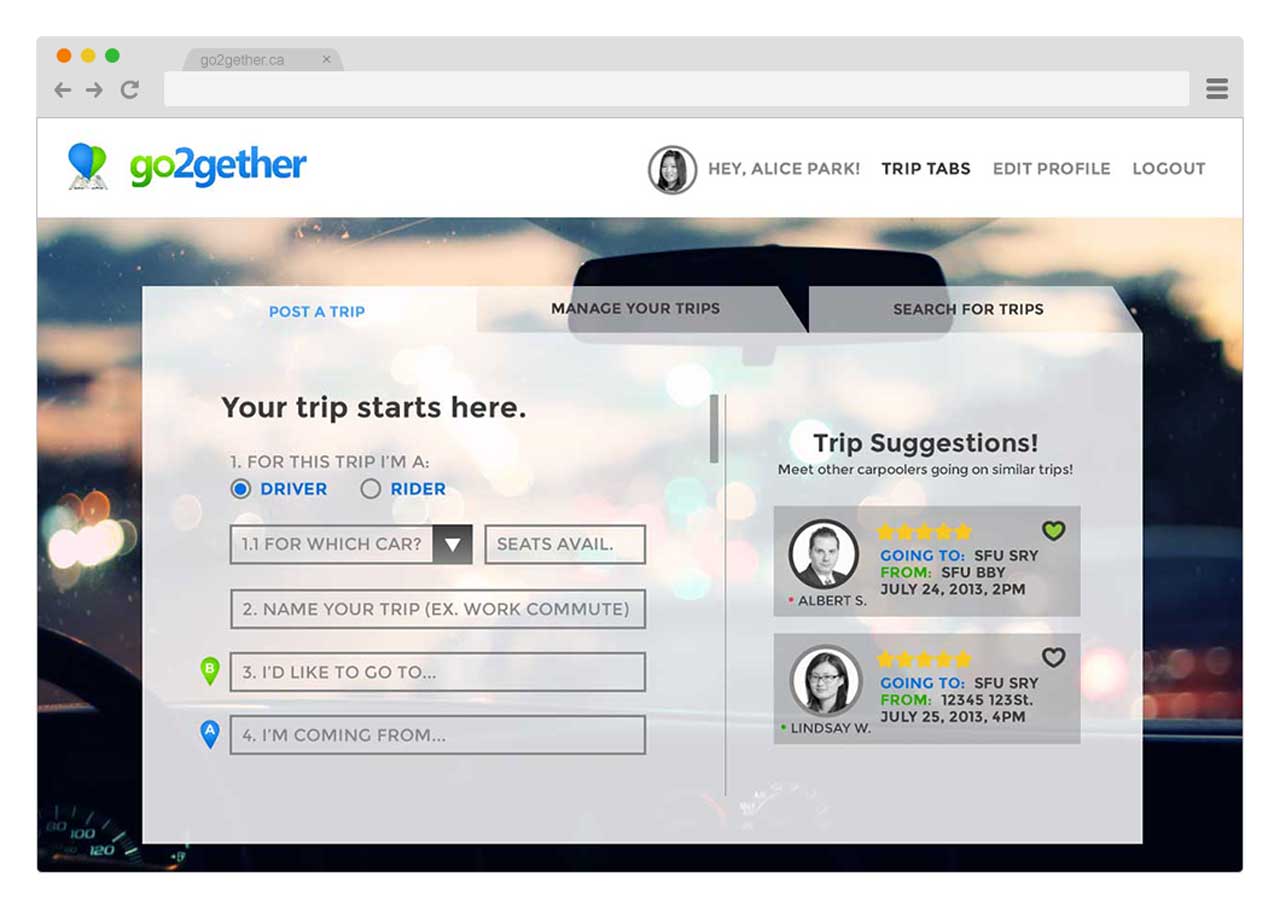 go2gether.ca ×
go2gether
HEY, ALICE PARK! TRIP TABS EDIT PROFILE LOGOUT
POST A TRIP MANAGE YOUR TRIPS SEARCH FOR TRIPS
Your trip starts here.
1. FOR THIS TRIP I'M A:
DRIVER RIDER
1.1 FOR WHICH CAR? SEATS AVAIL.
2. NAME YOUR TRIP (EX. WORK COMMUTE)
B 3. I'D LIKE TO GO TO...
A 4. I'M COMING FROM...
Trip Suggestions!
Meet other carpoolers going on similar trips!
GOING TO: SFU SRY
FROM: SFU BBY
JULY 24, 2013, 2PM
ALBERT S.
GOING TO: SFU SRY
FROM: 12345 123St.
JULY 25, 2013, 4PM
LINDSAY W.
80 100
120